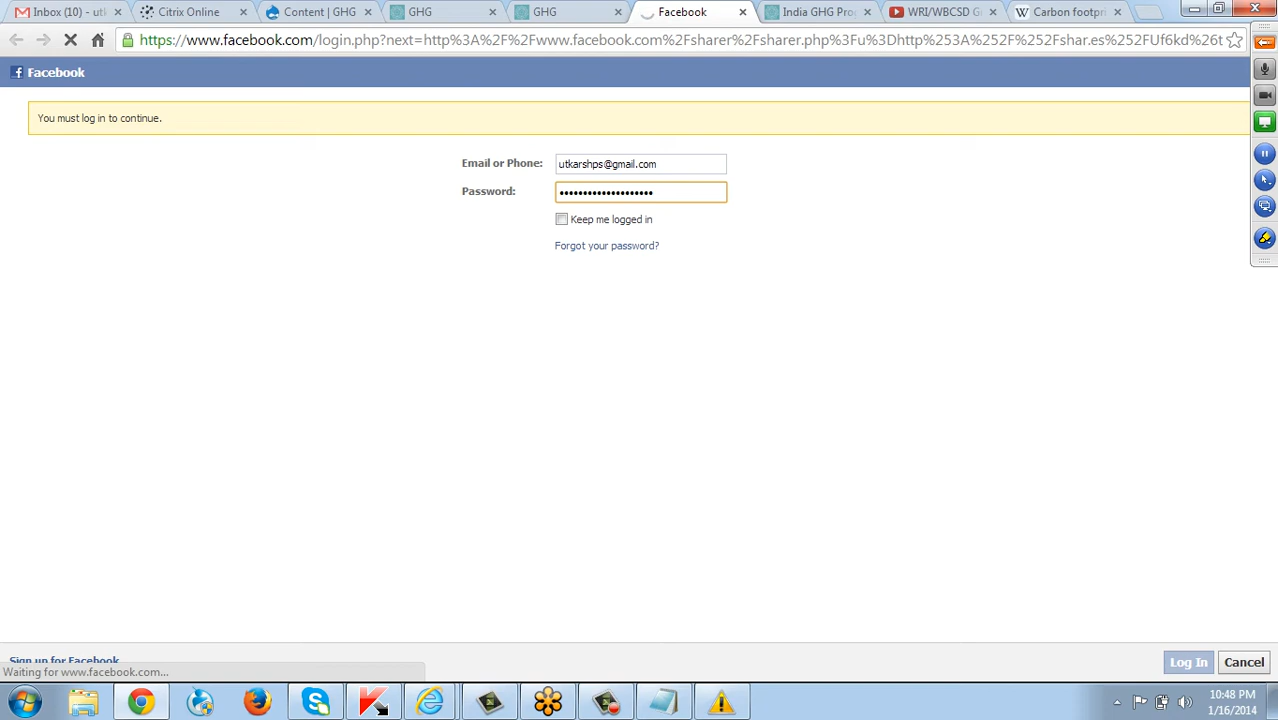 Inbox (10) - utl
Citrix Online
Content | GHG
GHG
GHG
Facebook
India GHG Pro
WRI/WBCSD G
Carbon footpri
https://www.facebook.com/login.php?next=http%3A%2F%2Fwww.facebook.com%2Fsharer%2Fsharer.php%3Fu%3Dhttp%253A%252F%252Fshar.es%252FUf6kd%26t
Facebook
You must log in to continue.
Email or Phone: utkarshps@gmail.com
Password: ••••••••••••••••••••
Keep me logged in
Forgot your password?
Sign up for Facebook
Log In
Cancel
Waiting for www.facebook.com...
10:48 PM
1/16/2014